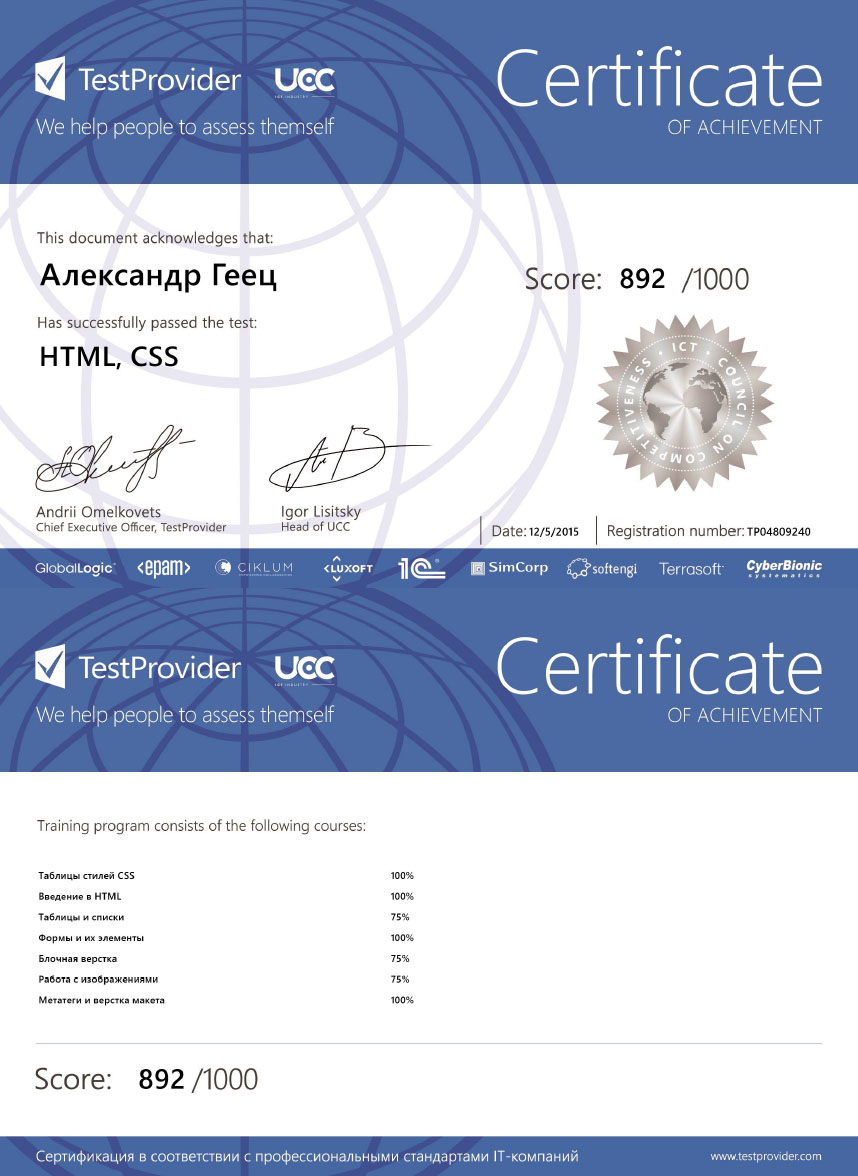 TestProvider UCC
ICT INDUSTRY
We help people to assess themself
Certificate
OF ACHIEVEMENT
This document acknowledges that:
Александр Геец
Score: 892 /1000
Has successfully passed the test:
HTML, CSS
ICT • COUNCIL ON COMPETITIVENESS •
Andrii Omelkovets
Chief Executive Officer, TestProvider
Igor Lisitsky
Head of UCC
Date: 12/5/2015
Registration number: TP04809240
GlobalLogic <epam> CIKLUM <LUXOFT 1C SimCorp softengi Terrasoft CyberBionic
systematics
TestProvider UCC
ICT INDUSTRY
We help people to assess themself
Certificate
OF ACHIEVEMENT
Training program consists of the following courses:
Таблицы стилей CSS 100%
Введение в HTML 100%
Таблицы и списки 75%
Формы и их элементы 100%
Блочная верстка 75%
Работа с изображениями 75%
Метатеги и верстка макета 100%
Score: 892 /1000
Сертификация в соответствии с профессиональными стандартами IT-компаний
www.testprovider.com